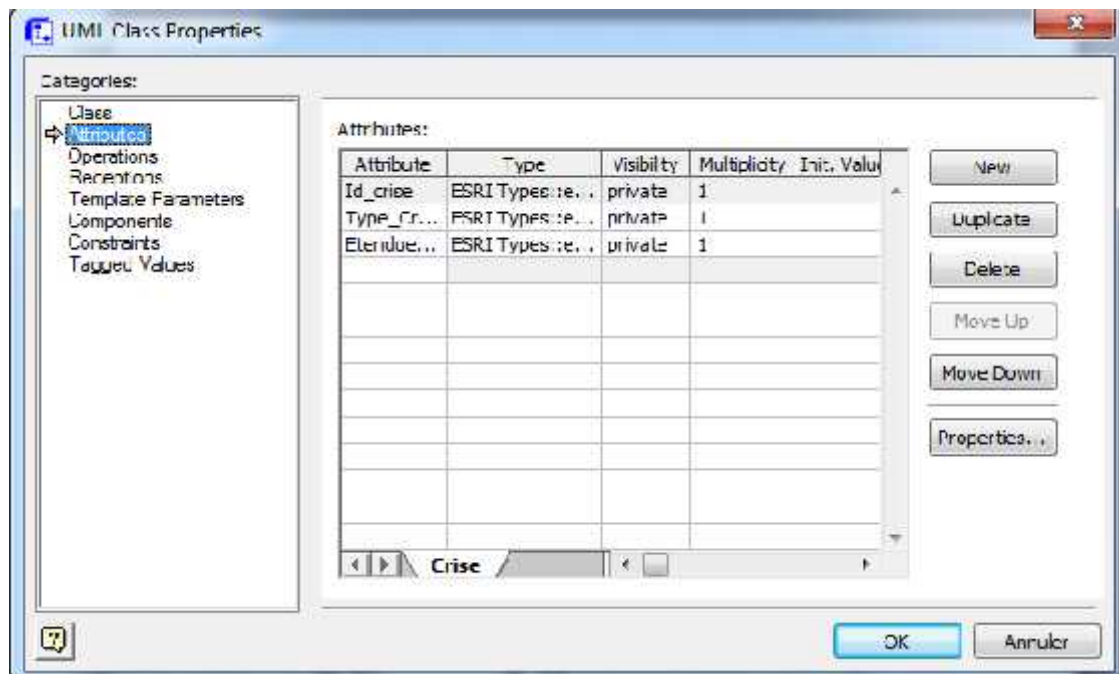 UML Class Properties
Categories:
Class
Attributes
Operations
Receptions
Template Parameters
Components
Constraints
Tagged Values
Attributes:
Attribute Type Visibility Multiplicity Init. Valu
Id_crise ESRI Types::e... private 1
Type_Cr... ESRI Types::e... private 1
Etendue... ESRI Types::e... private 1
Crise
New
Duplicate
Delete
Move Up
Move Down
Properties...
OK Annuler